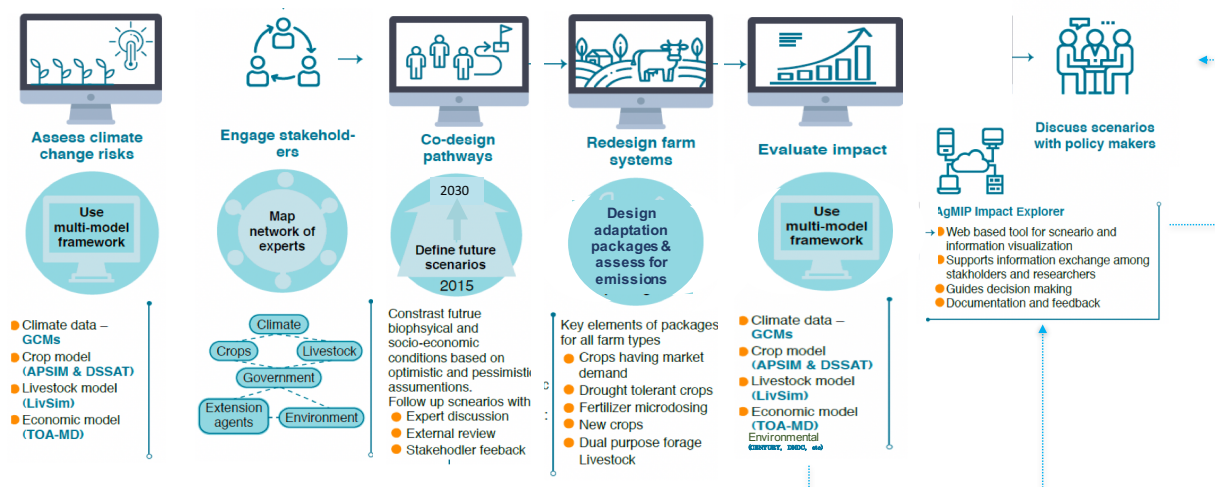 Assess climate
change risks
Use
multi-model
framework
Climate data –
GCMs
Crop model
(APSIM & DSSAT)
Livestock model
(LivSim)
Economic model
(TOA-MD)
Engage stakehold-
ers
Map
network of
experts
Climate
Crops
Livestock
Government
Extension
agents
Environment
Co-design
pathways
2030
Define future
scenarios
2015
Constrast futrue
biophsyical and
socio-economic
conditions based on
optimistic and pessimistic
assumentions.
Follow up scnearios with
Expert discussion
External review
Stakehodler feeback
Redesign farm
systems
Design
adaptation
packages &
assess for
emissions
Key elements of packages
for all farm types
Crops having market
demand
Drought tolerant crops
Fertilizer microdosing
New crops
Dual purpose forage
Livestock
Evaluate impact
Use
multi-model
framework
Climate data –
GCMs
Crop model
(APSIM & DSSAT)
Livestock model
(LivSim)
Economic model
(TOA-MD)
Environmental
(CENTURY, DNDC, etc)
Discuss scenarios
with policy makers
AgMIP Impact Explorer
Web based tool for scneario and
information visualization
Supports information exchange among
stakholders and researchers
Guides decision making
Documentation and feedback